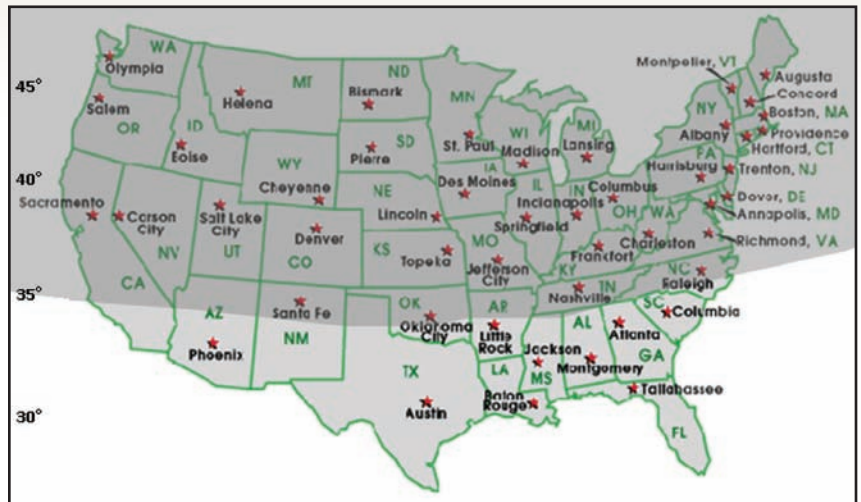 45°
40°
35°
30°
WA
Olympia
Salem
OR
ID
Boise
MT
Helena
ND
Bismark
MN
St. Paul
SD
Pierre
WY
Cheyenne
WI
Madison
MI
Lansing
Montpelier, VT
Augusta
Concord
Boston, MA
Providence
Hartford, CT
NY
Albany
PA
Harrisburg
Trenton, NJ
Dover, DE
Annapolis, MD
Richmond, VA
Sacramento
Carson
City
NV
CA
Salt Lake
City
UT
Denver
CO
NE
Lincoln
IA
Des Moines
IL
Springfield
IN
Indianapolis
Columbus
OH
WA
Charleston
KS
Topeka
MO
Jefferson
City
Frankfort
KY
TN
Nashville
NC
Raleigh
AZ
Phoenix
Santa Fe
NM
OK
Oklahoma
City
AR
Little
Rock
SC
Columbia
AL
Atlanta
GA
Montgomery
Jackson
MS
TX
Austin
LA
Baton
Rouge
Tallabassee
FL